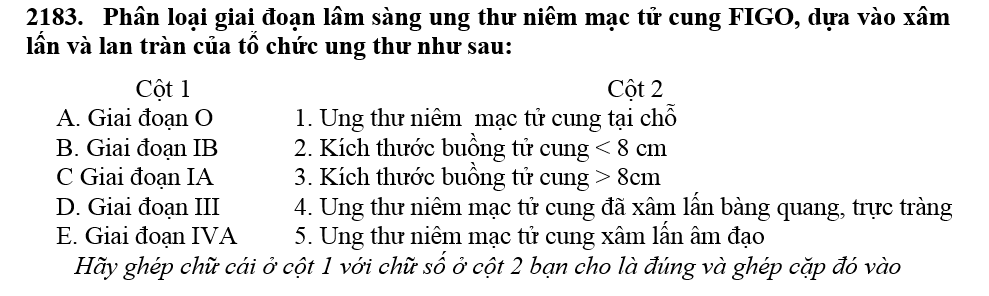 2183. Phân loại giai đoạn lâm sàng ung thư niêm mạc tử cung FIGO, dựa vào xâm
lấn và lan tràn của tổ chức ung thư như sau:
Cột 1 Cột 2
A. Giai đoạn O 1. Ung thư niêm mạc tử cung tại chỗ
B. Giai đoạn IB 2. Kích thước buồng tử cung < 8 cm
C Giai đoạn IA 3. Kích thước buồng tử cung > 8cm
D. Giai đoạn III 4. Ung thư niêm mạc tử cung đã xâm lấn bàng quang, trực tràng
E. Giai đoạn IVA 5. Ung thư niêm mạc tử cung xâm lấn âm đạo
Hãy ghép chữ cái ở cột 1 với chữ số ở cột 2 bạn cho là đúng và ghép cặp đó vào